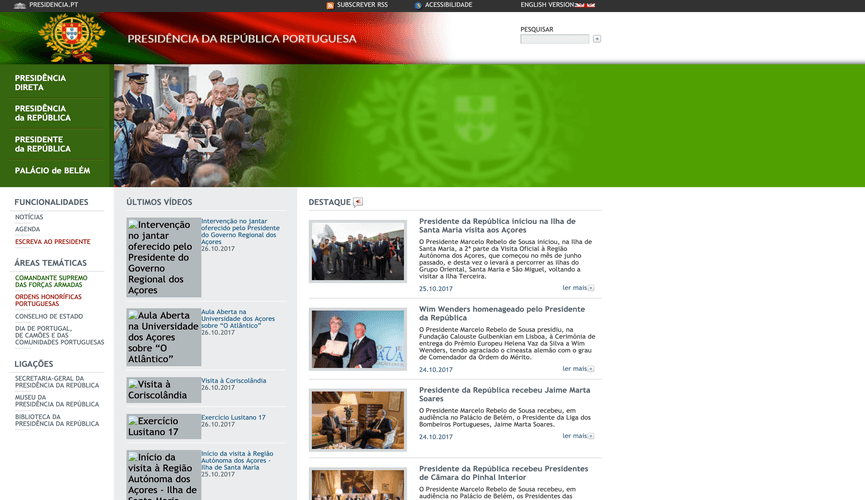 PRESIDENCIA.PT
SUBSCREVER RSS
ACESSIBILIDADE
ENGLISH VERSION
PRESIDÊNCIA DA REPÚBLICA PORTUGUESA
PESQUISAR
PRESIDÊNCIA
DIRETA
PRESIDÊNCIA
da REPÚBLICA
PRESIDENTE
da REPÚBLICA
PALÁCIO de BELÉM
FUNCIONALIDADES
NOTÍCIAS
AGENDA
ESCREVA AO PRESIDENTE
ÁREAS TEMÁTICAS
COMANDANTE SUPREMO
DAS FORÇAS ARMADAS
ORDENS HONORÍFICAS
PORTUGUESAS
CONSELHO DE ESTADO
DIA DE PORTUGAL,
DE CAMÕES E DAS
COMUNIDADES PORTUGUESAS
LIGAÇÕES
SECRETARIA-GERAL DA
PRESIDÊNCIA DA REPÚBLICA
MUSEU DA
PRESIDÊNCIA DA REPÚBLICA
BIBLIOTECA DA
PRESIDÊNCIA DA REPÚBLICA
ÚLTIMOS VÍDEOS
Intervenção
no jantar
oferecido pelo
Presidente do
Governo
Regional dos
Açores
Intervenção no jantar
oferecido pelo Presidente
do Governo Regional dos
Açores
26.10.2017
Aula Aberta
na Universidade
dos Açores
sobre “O
Atlântico”
Aula Aberta na
Universidade dos Açores
sobre “O Atlântico”
26.10.2017
Visita à
Coriscolândia
Visita à Coriscolândia
26.10.2017
Exercício
Lusitano 17
Exercício Lusitano 17
26.10.2017
Início da
visita à Região
Autónoma dos
Açores - Ilha
de Santa Maria
Início da visita à Região
Autónoma dos Açores -
Ilha de Santa Maria
25.10.2017
DESTAQUE
Presidente da República iniciou na Ilha de
Santa Maria visita aos Açores
O Presidente Marcelo Rebelo de Sousa iniciou, na Ilha de
Santa Maria, a 2ª parte da Visita Oficial à Região
Autónoma dos Açores, que começou no mês de junho
passado, e desta vez o levará a percorrer as ilhas do
Grupo Oriental, Santa Maria e São Miguel, voltando a
visitar a Ilha Terceira.
25.10.2017
ler mais
Wim Wenders homenageado pelo Presidente
da República
O Presidente Marcelo Rebelo de Sousa presidiu, na
Fundação Calouste Gulbenkian em Lisboa, à Cerimónia de
entrega do Prémio Europeu Helena Vaz da Silva a Wim
Wenders, tendo agraciado o cineasta alemão com o grau
de Comendador da Ordem do Mérito.
24.10.2017
ler mais
Presidente da República recebeu Jaime Marta
Soares
O Presidente Marcelo Rebelo de Sousa recebeu, em
audiência no Palácio de Belém, o Presidente da Liga dos
Bombeiros Portugueses, Jaime Marta Soares.
24.10.2017
ler mais
Presidente da República recebeu Presidentes
de Câmara do Pinhal Interior
O Presidente Marcelo Rebelo de Sousa recebeu, em
audiência no Palácio de Belém, os Presidentes das